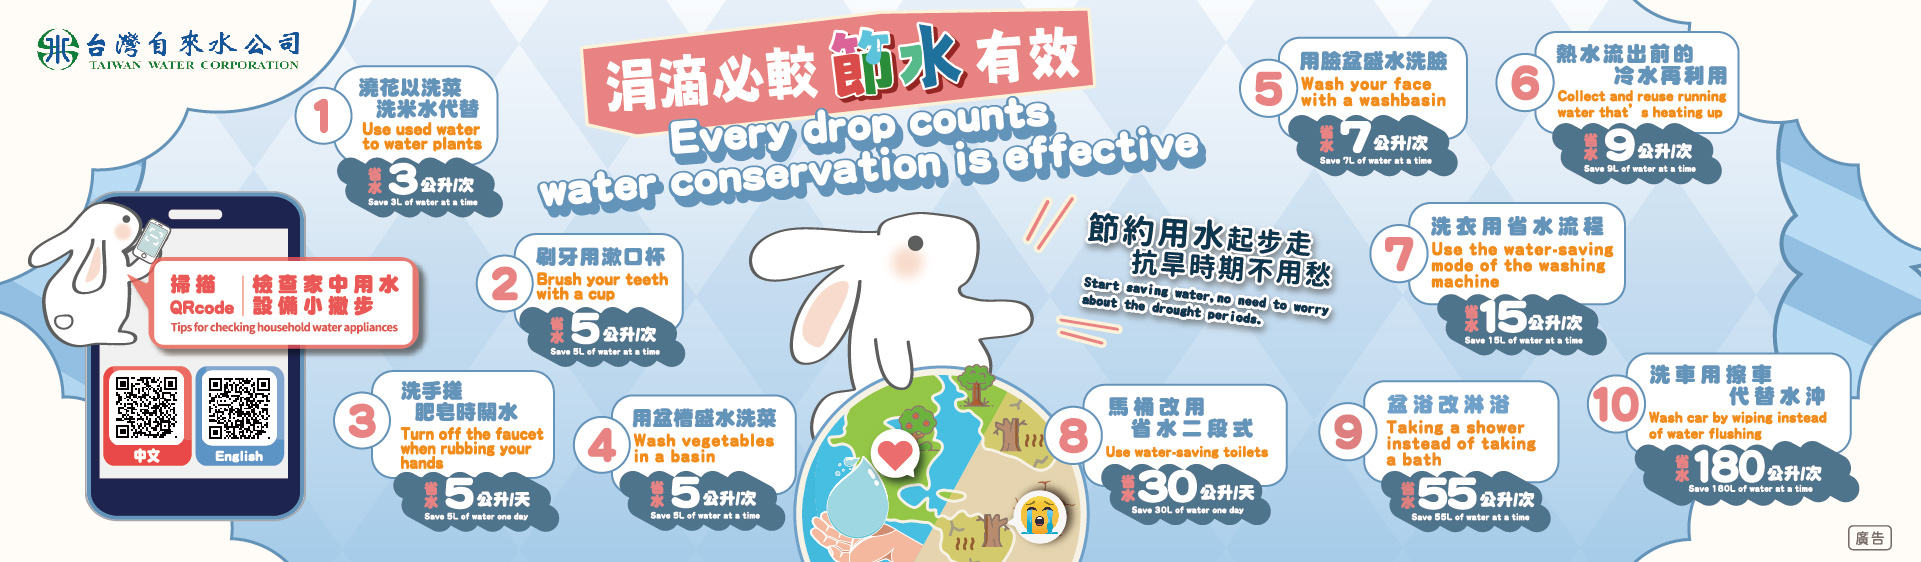 台灣自來水公司
TAIWAN WATER CORPORATION
涓滴必較 節水 有效
Every drop counts
water conservation is effective
1
澆花以洗菜
洗米水代替
Use used water
to water plants
省水 3公升/次
Save 3L of water at a time
2
刷牙用漱口杯
Brush your teeth
with a cup
省水 5公升/次
Save 5L of water at a time
3
洗手搓
肥皂時關水
Turn off the faucet
when rubbing your
hands
省水 5公升/天
Save 5L of water one day
4
用盆槽盛水洗菜
Wash vegetables
in a basin
省水 5公升/次
Save 5L of water at a time
5
用臉盆盛水洗臉
Wash your face
with a washbasin
省水 7公升/次
Save 7L of water at a time
6
熱水流出前的
冷水再利用
Collect and reuse running
water that's heating up
省水 9公升/次
Save 9L of water at a time
7
洗衣用省水流程
Use the water-saving
mode of the washing
machine
省水 15公升/次
Save 15L of water at a time
8
馬桶改用
省水二段式
Use water-saving toilets
省水 30公升/天
Save 30L of water one day
9
盆浴改淋浴
Taking a shower
instead of taking
a bath
省水 55公升/次
Save 55L of water at a time
10
洗車用擦車
代替水沖
Wash car by wiping instead
of water flushing
省水 180公升/次
Save 180L of water at a time
節約用水起步走
抗旱時期不用愁
Start saving water,no need to worry
about the drought periods.
掃描
QRcode
檢查家中用水
設備小撇步
Tips for checking household water appliances
中文
English
廣告